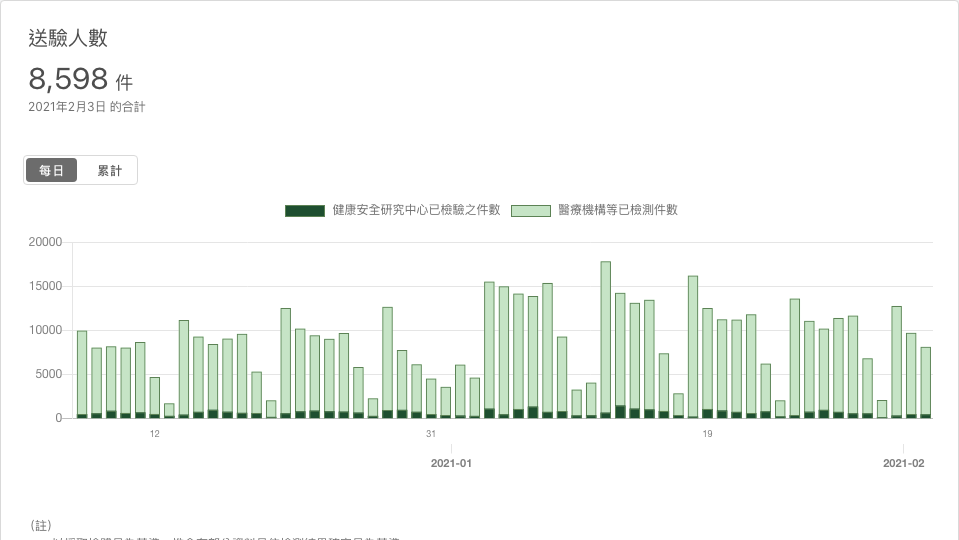 送驗人數
8,598 件
2021年2月3日 的合計
每日 累計
健康安全研究中心已檢驗之件數 醫療機構等已檢測件數
20000
15000
10000
5000
0
12 31 19
2021-01 2021-02
(註)